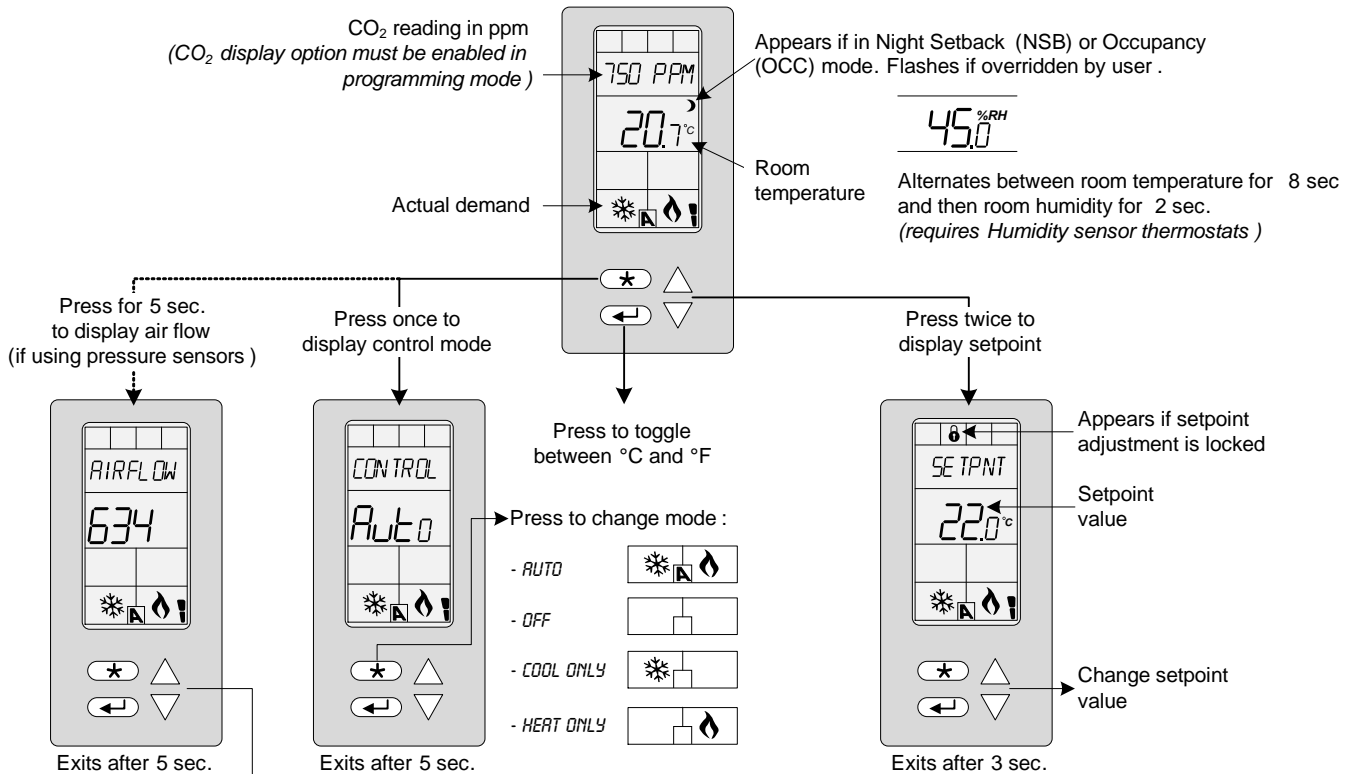 CO₂ reading in ppm
(CO₂ display option must be enabled in
programming mode )
750 PPM
20.7°C
A
Appears if in Night Setback (NSB) or Occupancy
(OCC) mode. Flashes if overridden by user .
45.0 %RH
Room
temperature
Alternates between room temperature for 8 sec
and then room humidity for 2 sec.
(requires Humidity sensor thermostats )
Actual demand
Press for 5 sec.
to display air flow
(if using pressure sensors )
Press once to
display control mode
Press to toggle
between °C and °F
Press twice to
display setpoint
AIRFLOW
634
A
Exits after 5 sec.
CONTROL
Auto
A
Exits after 5 sec.
Press to change mode :
- AUTO
A
- OFF
- COOL ONLY
- HEAT ONLY
SETPNT
22.0°C
A
Exits after 3 sec.
Appears if setpoint
adjustment is locked
Setpoint
value
Change setpoint
value